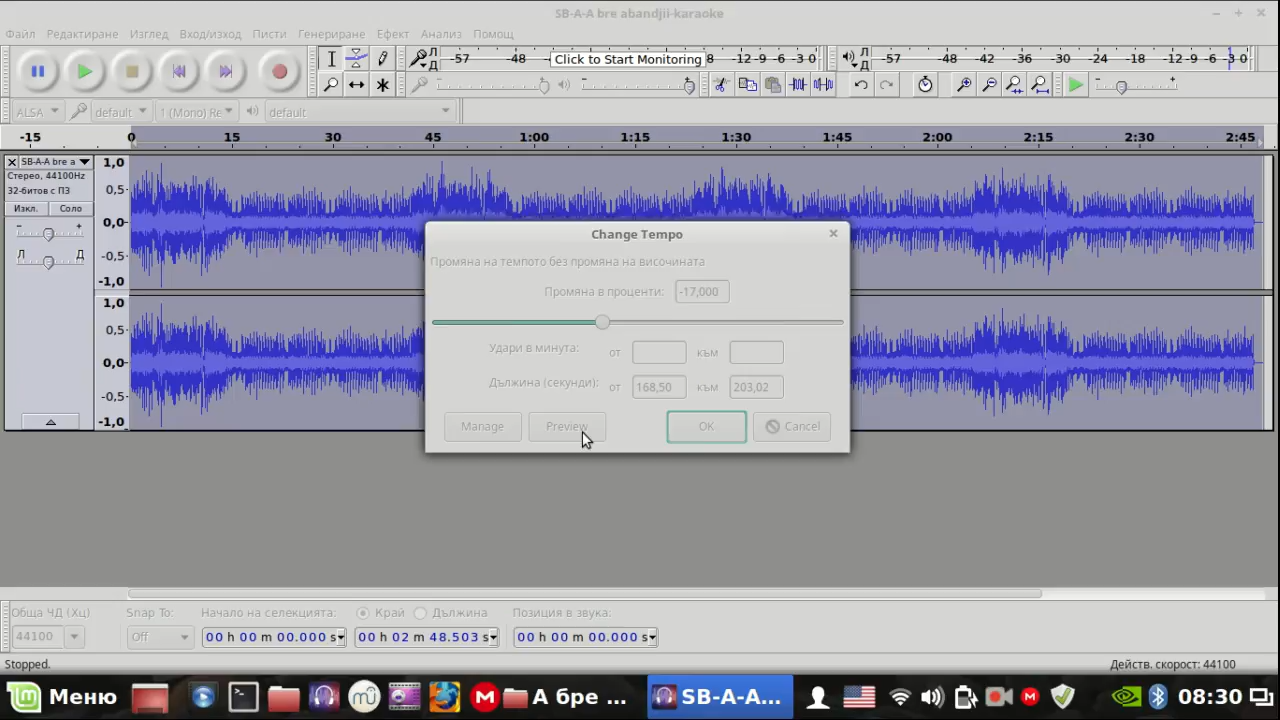 SB-A-A bre abandjii-karaoke
Файл Редактиране Изглед Вход/изход Писти Генериране Ефект Анализ Помощ
Л Д -57 -48 Click to Start Monitoring 8 -12 -9 -6 -3 0 Л Д -57 -48 -42 -36 -30 -24 -18 -12 -9 -6 -3 0
ALSA default 1 (Mono) Re default
-15 0 15 30 45 1:00 1:15 1:30 1:45 2:00 2:15 2:30 2:45
SB-A-A bre a
Стерео, 44100Hz
32-битов с ПЗ
Изкл. Соло
- +
Л Д
1,0
0,5
0,0
-0,5
-1,0
1,0
0,5
0,0
-0,5
-1,0
Change Tempo
Промяна на темпото без промяна на височината
Промяна в проценти: -17,000
Удари в минута: от към
Дължина (секунди): от 168,50 към 203,02
Manage Preview OK Cancel
Обща ЧД (Хц) Snap To: Начало на селекцията: Край Дължина Позиция в звука:
44100 Off 00 h 00 m 00.000 s 00 h 02 m 48.503 s 00 h 00 m 00.000 s
Stopped. Действ. скорост: 44100
Меню А бре ... SB-A-A... 08:30